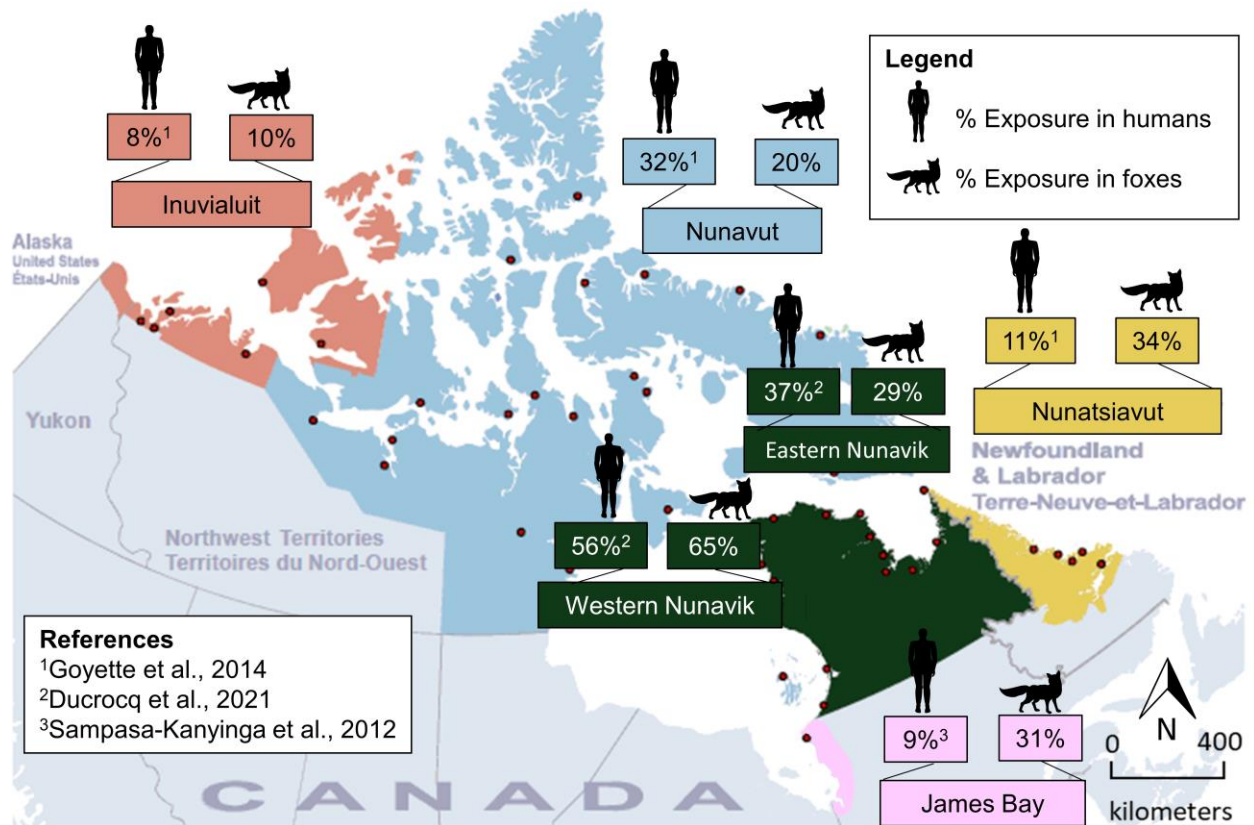 8%¹
10%
Inuvialuit
32%¹
20%
Nunavut
Legend
% Exposure in humans
% Exposure in foxes
Alaska
United States
États-Unis
11%¹
34%
Nunatsiavut
37%²
29%
Eastern Nunavik
Yukon
Newfoundland
& Labrador
Terre-Neuve-et-Labrador
Northwest Territories
Territoires du Nord-Ouest
56%²
65%
Western Nunavik
References
¹Goyette et al., 2014
²Ducrocq et al., 2021
³Sampasa-Kanyinga et al., 2012
9%³
31%
James Bay
N
0 400
kilometers
CANADA